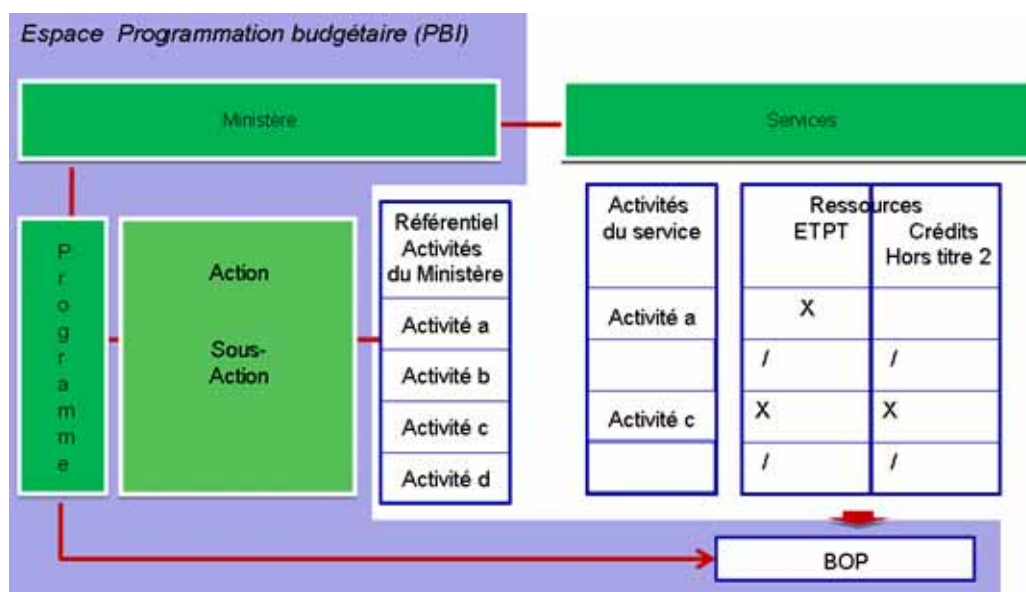 Espace Programmation budgétaire (PBI)
Ministère
Services
Programme
Action
Sous-
Action
Référentiel
Activités
du Ministère
Activité a
Activité b
Activité c
Activité d
Activités
du service
Activité a
Activité c
Ressources
ETPT
Crédits
Hors titre 2
X
/ /
X X
/ /
BOP